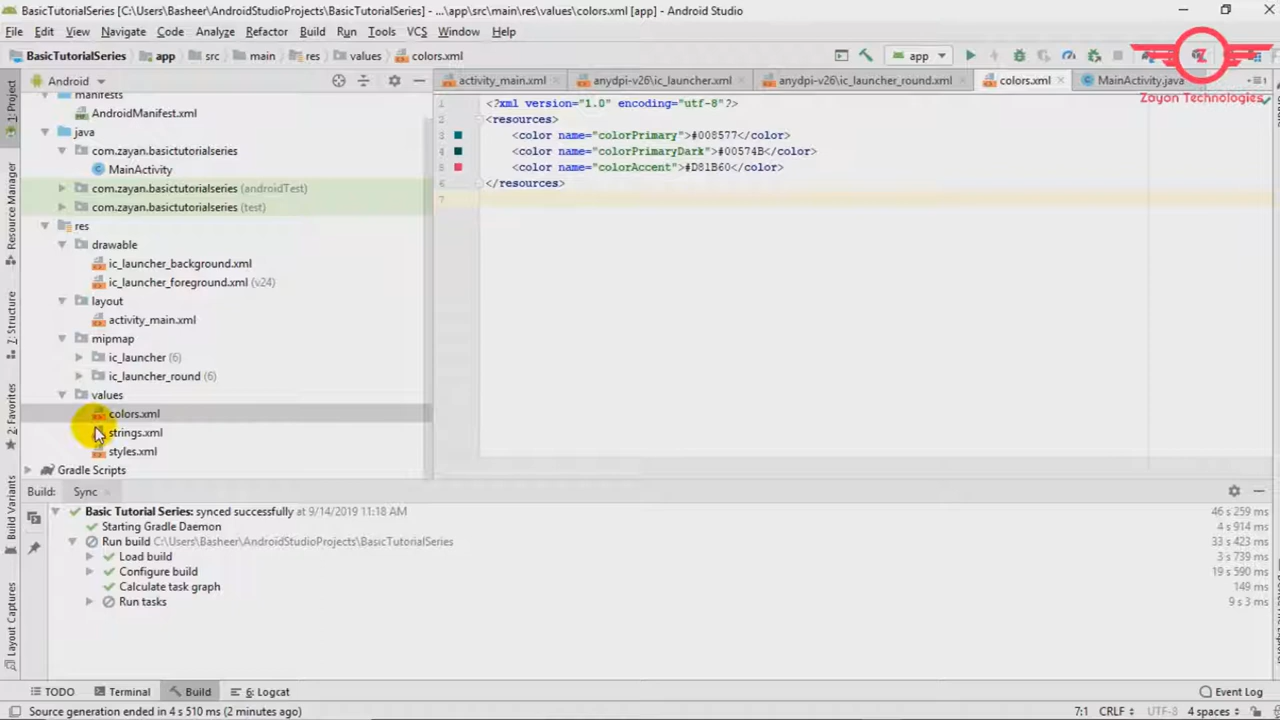 BasicTutorialSeries [C:\Users\Basheer\AndroidStudioProjects\BasicTutorialSeries] - ...\app\src\main\res\values\colors.xml [app] - Android Studio
File Edit View Navigate Code Analyze Refactor Build Run Tools VCS Window Help
BasicTutorialSeries app src main res values colors.xml app
Zoyon Technologies
Android
activity_main.xml anydpi-v26\ic_launcher.xml anydpi-v26\ic_launcher_round.xml colors.xml MainActivity.java
1: Project
Resource Manager
Z: Structure
2: Favorites
Build Variants
Layout Captures
manifests
AndroidManifest.xml
java
com.zayan.basictutorialseries
MainActivity
com.zayan.basictutorialseries (androidTest)
com.zayan.basictutorialseries (test)
res
drawable
ic_launcher_background.xml
ic_launcher_foreground.xml (v24)
layout
activity_main.xml
mipmap
ic_launcher (6)
ic_launcher_round (6)
values
colors.xml
strings.xml
styles.xml
Gradle Scripts
1 <?xml version="1.0" encoding="utf-8"?>
2 <resources>
3 <color name="colorPrimary">#008577</color>
4 <color name="colorPrimaryDark">#00574B</color>
5 <color name="colorAccent">#D81B60</color>
6 </resources>
7
Build: Sync
Basic Tutorial Series: synced successfully at 9/14/2019 11:18 AM 46 s 259 ms
Starting Gradle Daemon 4 s 914 ms
Run build C:\Users\Basheer\AndroidStudioProjects\BasicTutorialSeries 33 s 423 ms
Load build 3 s 739 ms
Configure build 19 s 590 ms
Calculate task graph 149 ms
Run tasks 9 s 3 ms
TODO Terminal Build 6: Logcat Event Log
Source generation ended in 4 s 510 ms (2 minutes ago) 7:1 CRLF UTF-8 4 spaces